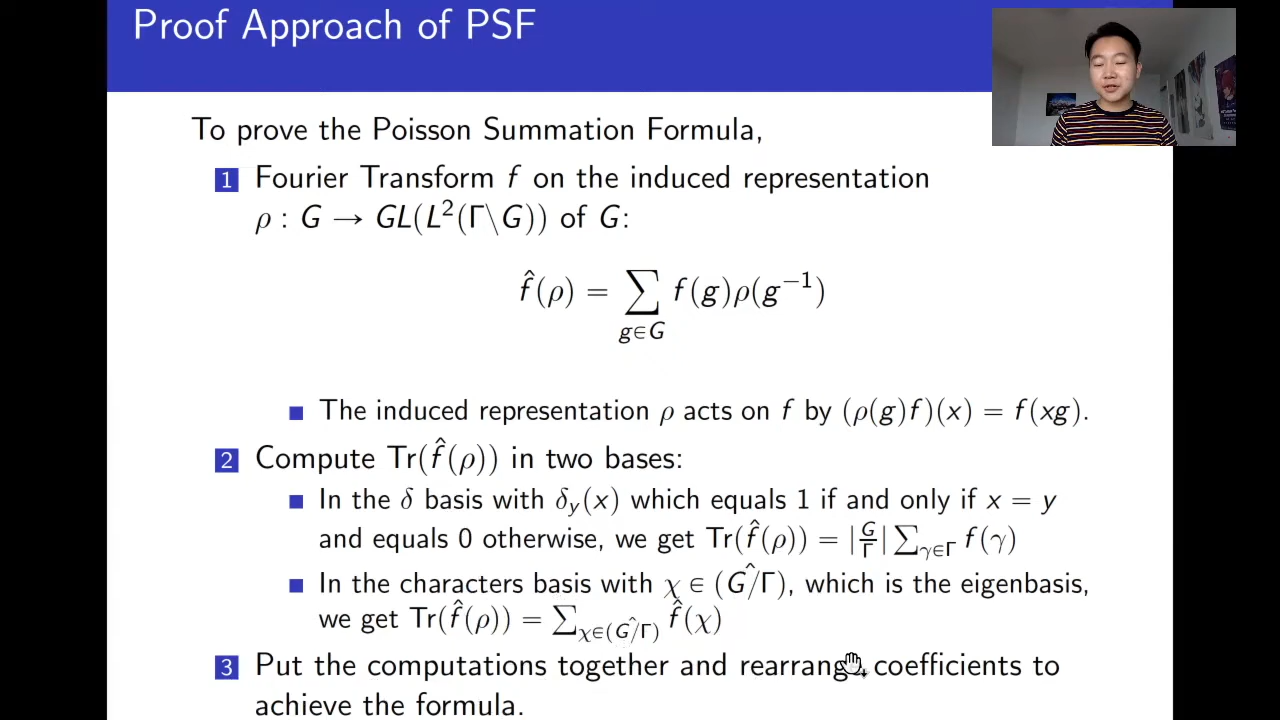 Proof Approach of PSF
To prove the Poisson Summation Formula,
1 Fourier Transform f on the induced representation
ρ : G → GL(L²(Γ\G)) of G:
f̂(ρ) = ∑_{g∈G} f(g)ρ(g⁻¹)
■ The induced representation ρ acts on f by (ρ(g)f)(x) = f(xg).
2 Compute Tr(f̂(ρ)) in two bases:
■ In the δ basis with δ_y(x) which equals 1 if and only if x = y
and equals 0 otherwise, we get Tr(f̂(ρ)) = |G/Γ| ∑_{γ∈Γ} f(γ)
■ In the characters basis with χ ∈ (G/̂Γ), which is the eigenbasis,
we get Tr(f̂(ρ)) = ∑_{χ∈(G/̂Γ)} f̂(χ)
3 Put the computations together and rearrange coefficients to
achieve the formula.